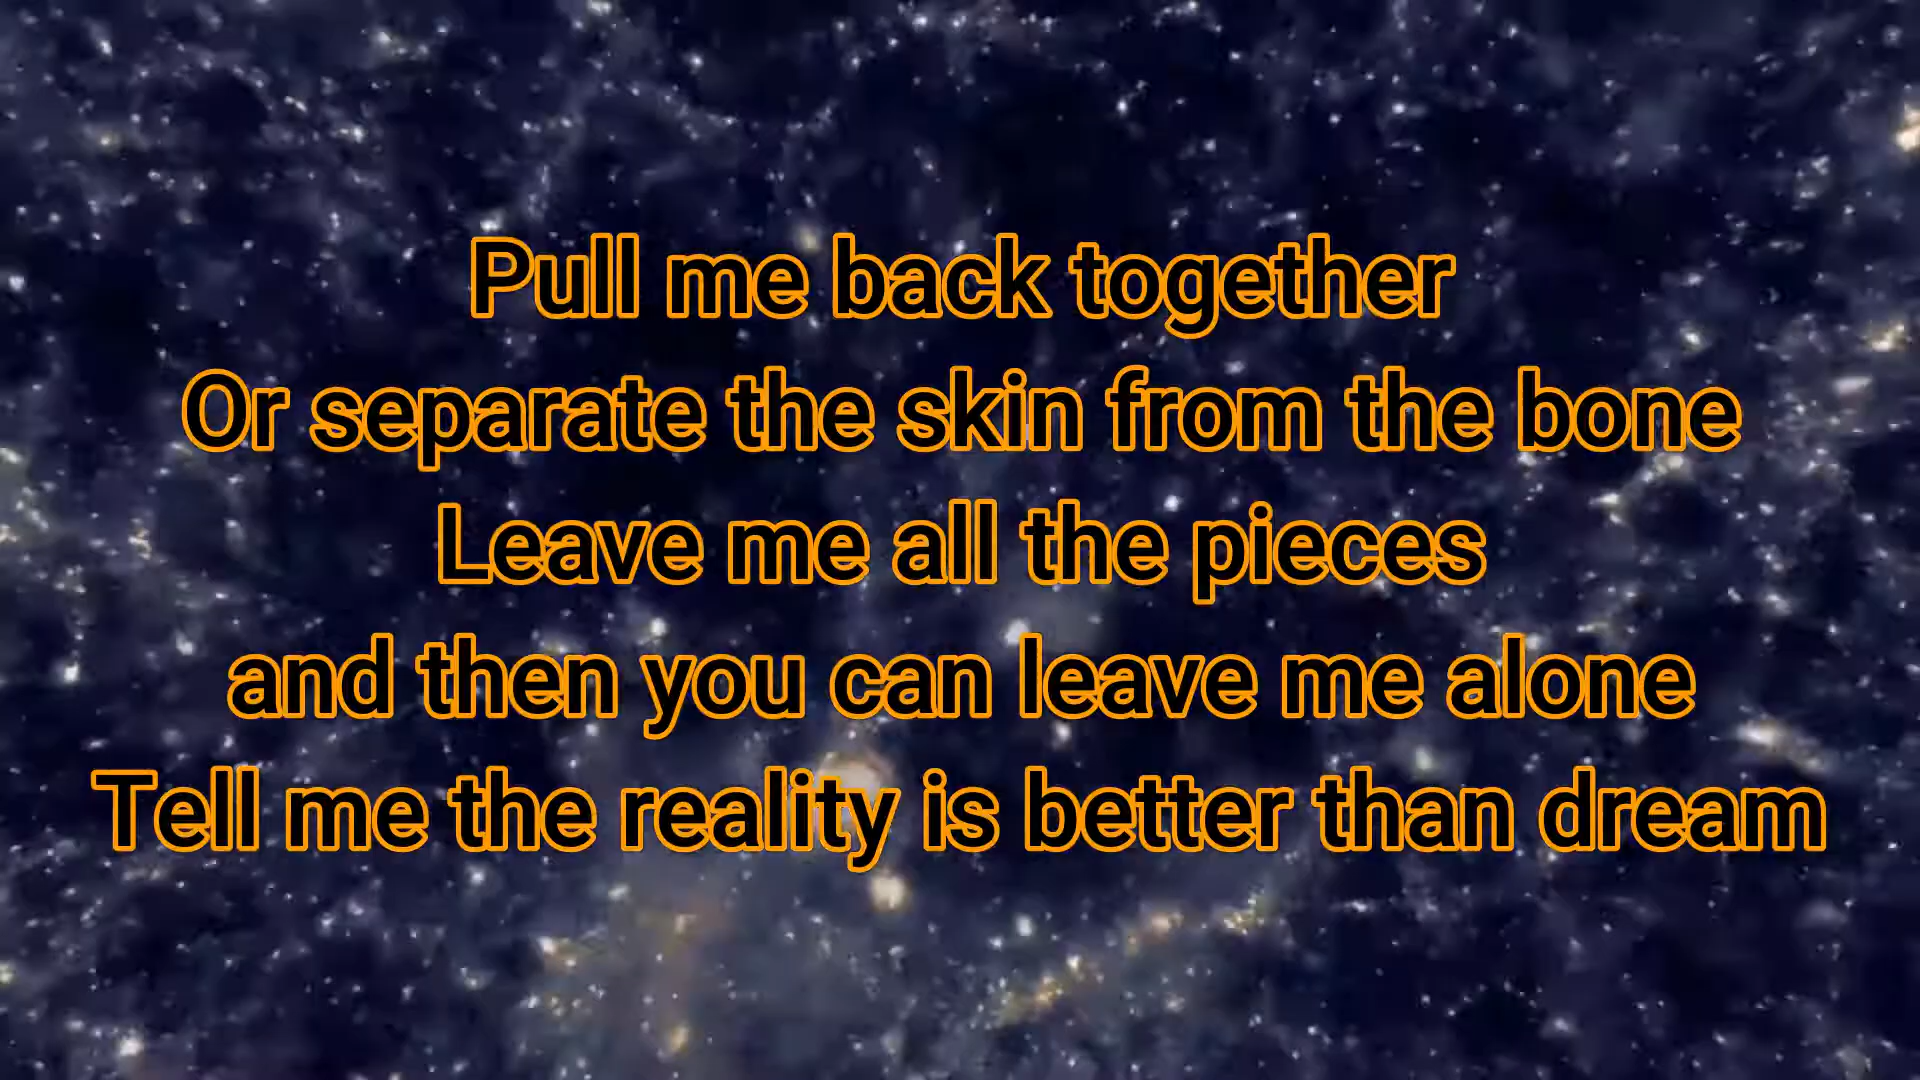 Pull me back together
Or separate the skin from the bone
Leave me all the pieces
and then you can leave me alone
Tell me the reality is better than dream